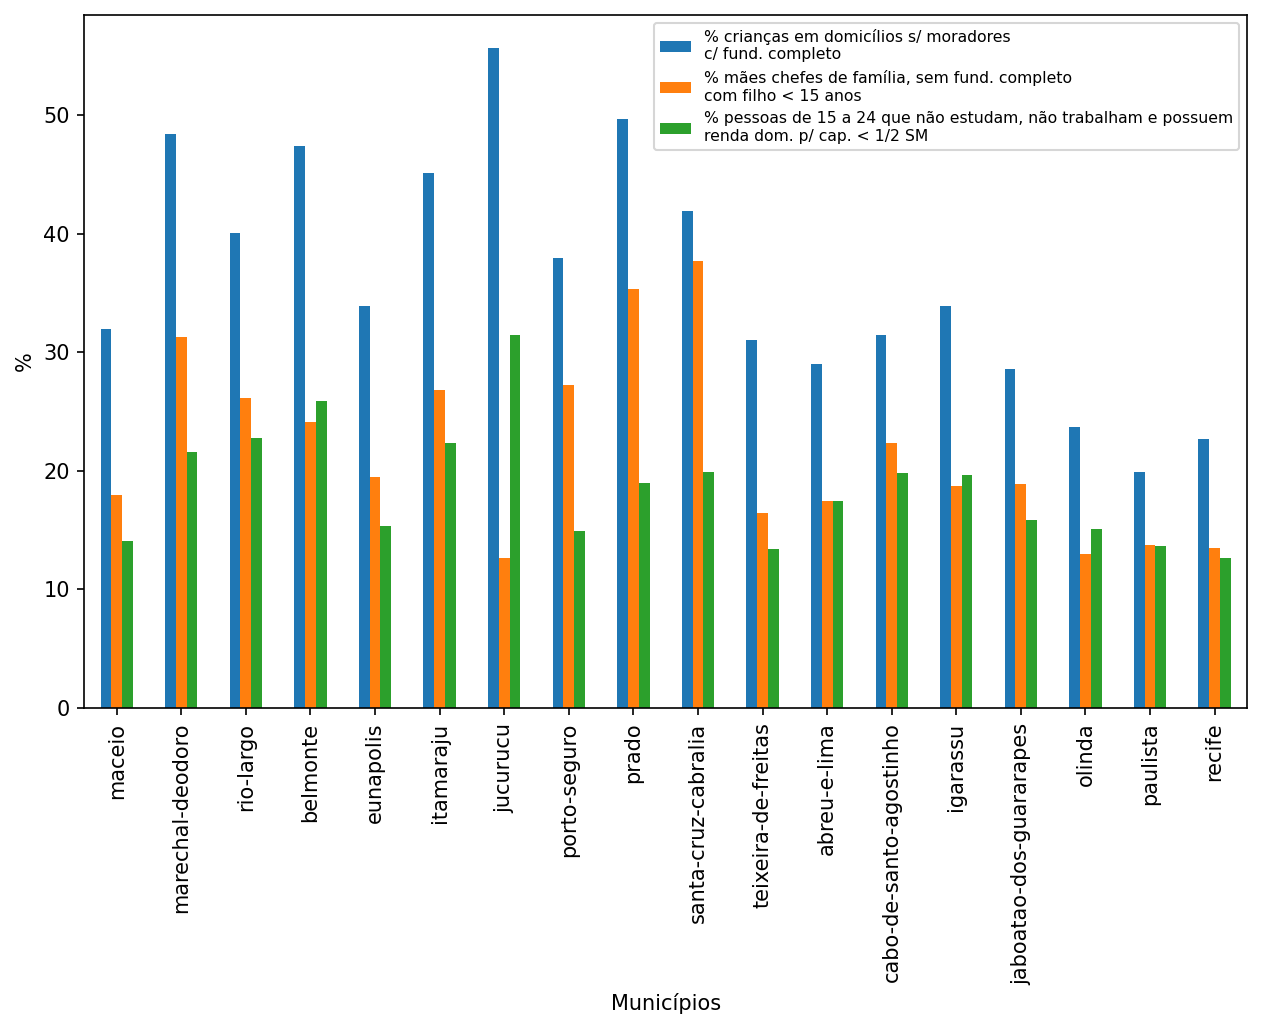 % crianças em domicílios s/ moradores
c/ fund. completo
% mães chefes de família, sem fund. completo
com filho < 15 anos
% pessoas de 15 a 24 que não estudam, não trabalham e possuem
renda dom. p/ cap. < 1/2 SM
%
50
40
30
20
10
0
maceio
marechal-deodoro
rio-largo
belmonte
eunapolis
itamaraju
jucurucu
porto-seguro
prado
santa-cruz-cabralia
teixeira-de-freitas
abreu-e-lima
cabo-de-santo-agostinho
igarassu
jaboatao-dos-guararapes
olinda
paulista
recife
Municípios